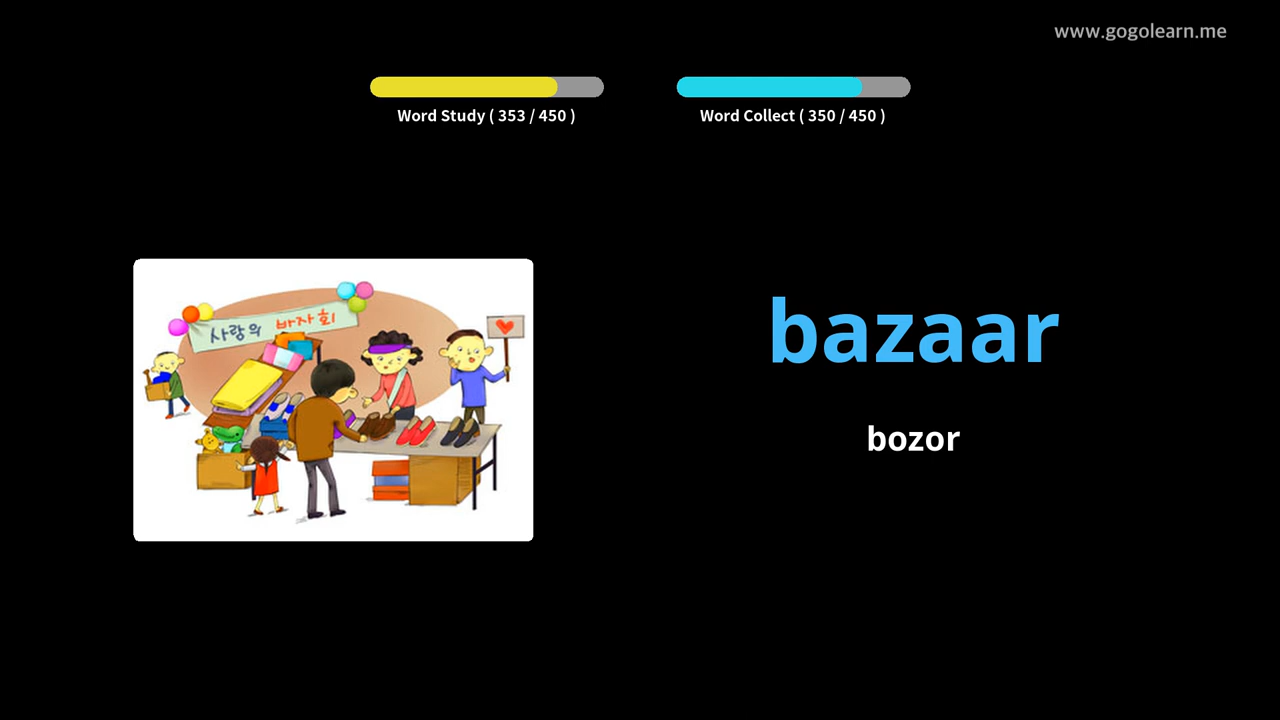 www.gogolearn.me
Word Study ( 353 / 450 )
Word Collect ( 350 / 450 )
사랑의 바자회
bazaar
bozor